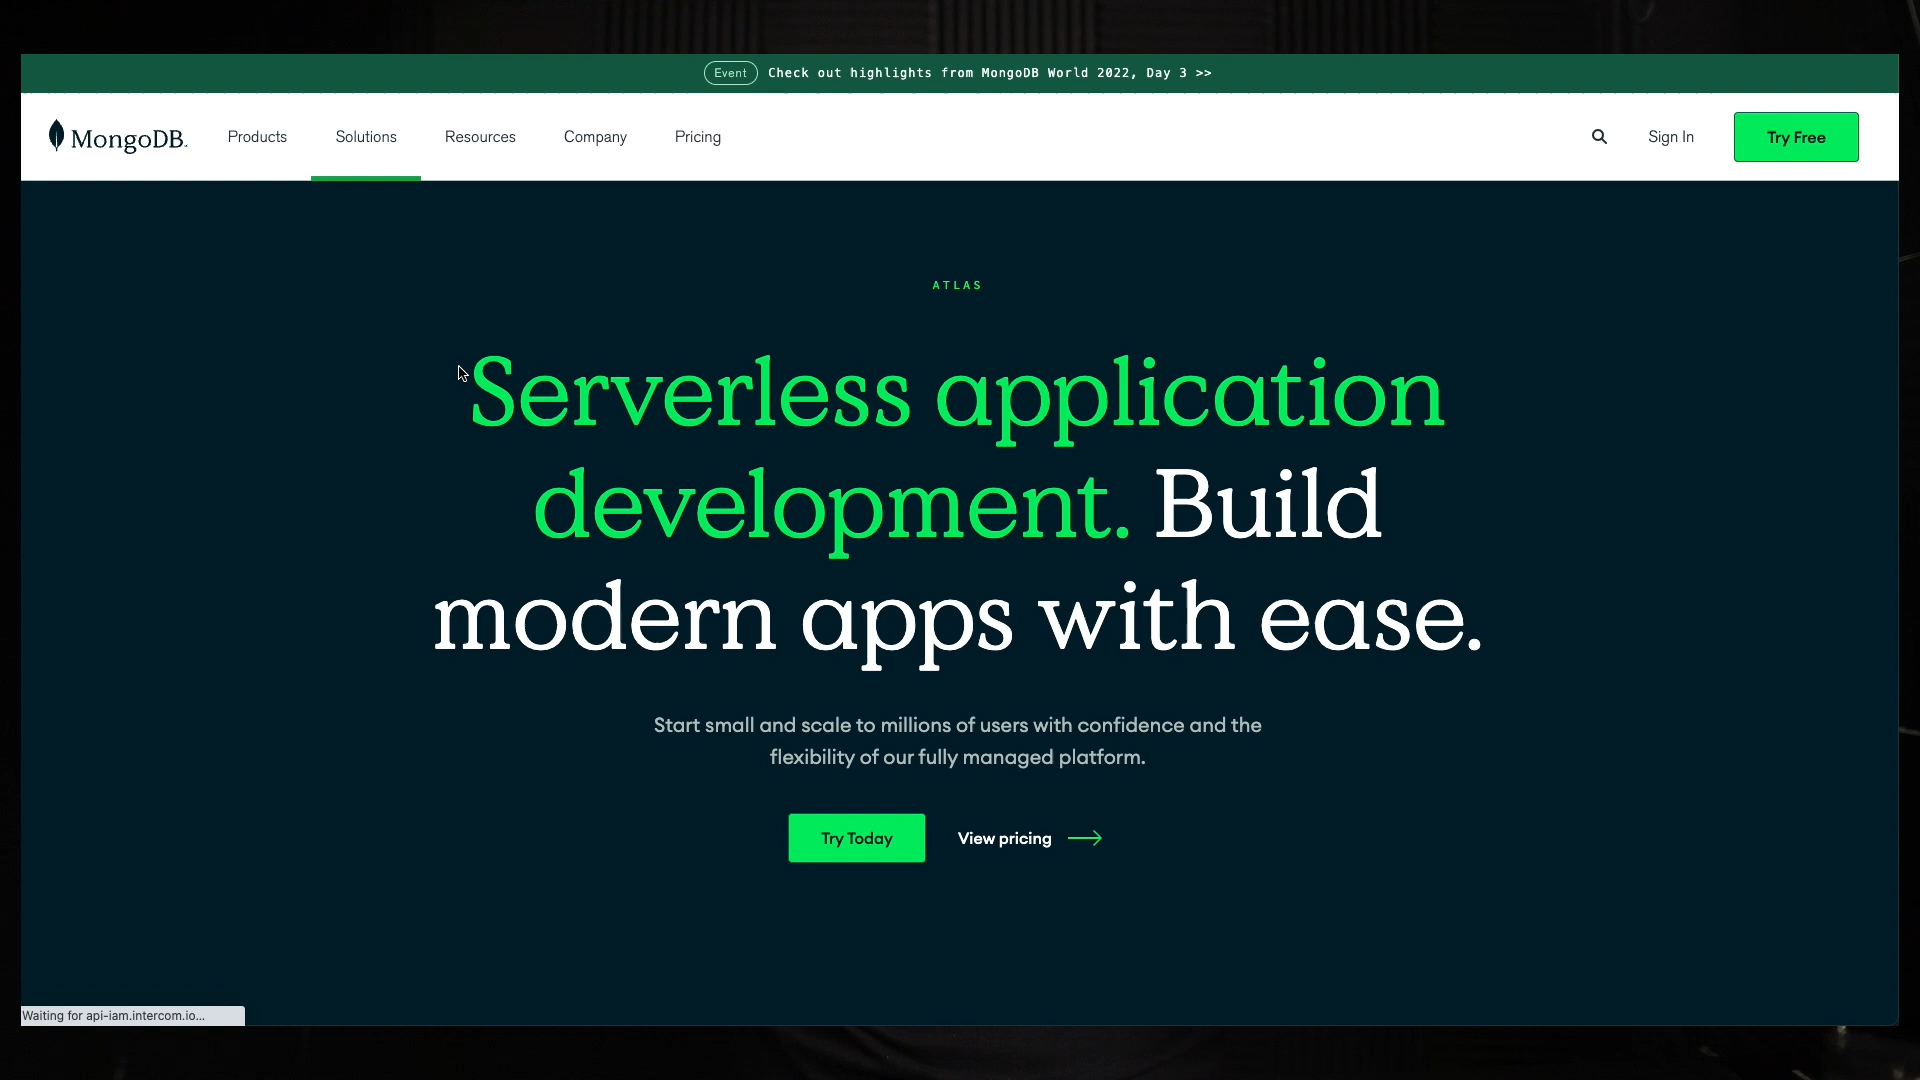 Event Check out highlights from MongoDB World 2022, Day 3 >>
MongoDB. Products Solutions Resources Company Pricing Sign In Try Free
ATLAS
Serverless application
development. Build
modern apps with ease.
Start small and scale to millions of users with confidence and the
flexibility of our fully managed platform.
Try Today View pricing
Waiting for api-iam.intercom.io...